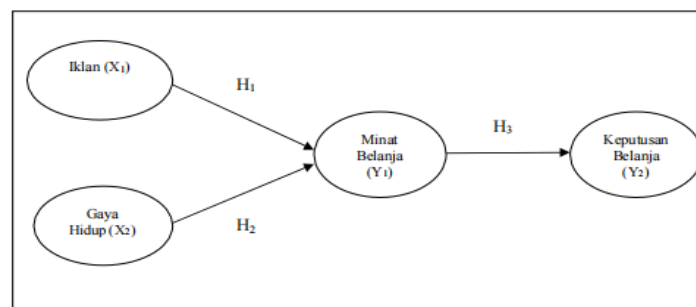 Iklan (X₁)
H₁
Minat
Belanja
(Y₁)
H₃
Keputusan
Belanja
(Y₂)
Gaya
Hidup (X₂)
H₂